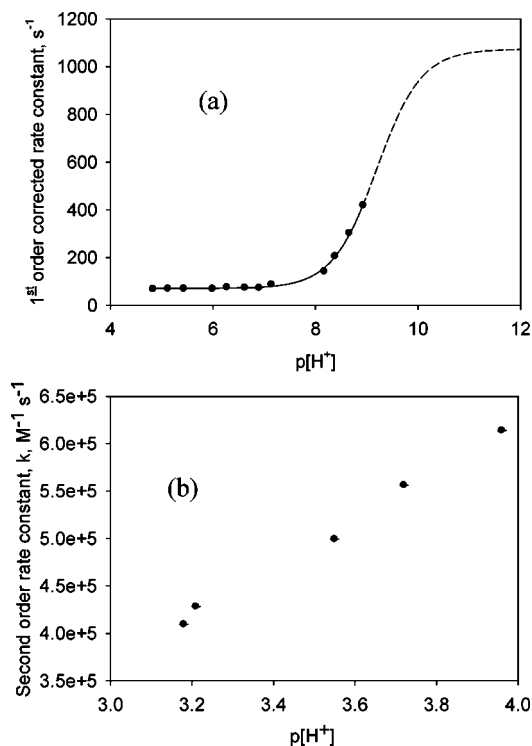 1st order corrected rate constant, s-1
1200
1000
800
600
400
200
0
(a)
4 6 8 10 12
p[H+]
Second order rate constant, k, M-1 s-1
6.5e+5
6.0e+5
5.5e+5
5.0e+5
4.5e+5
4.0e+5
3.5e+5
(b)
3.0 3.2 3.4 3.6 3.8 4.0
p[H+]